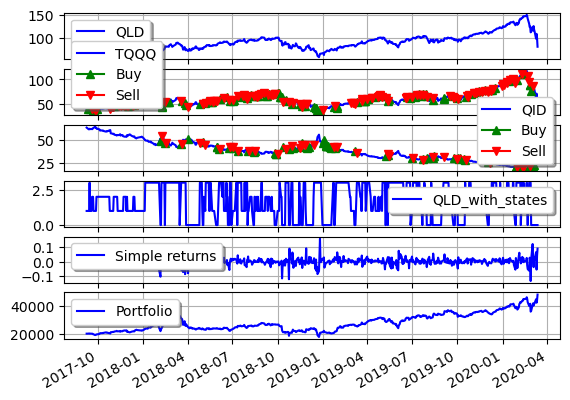 150
100
QLD
100
50
TQQQ
Buy
Sell
50
25
QID
Buy
Sell
2.5
0.0
QLD_with_states
0.1
0.0
−0.1
Simple returns
40000
20000
Portfolio
2017-10
2018-01
2018-04
2018-07
2018-10
2019-01
2019-04
2019-07
2019-10
2020-01
2020-04